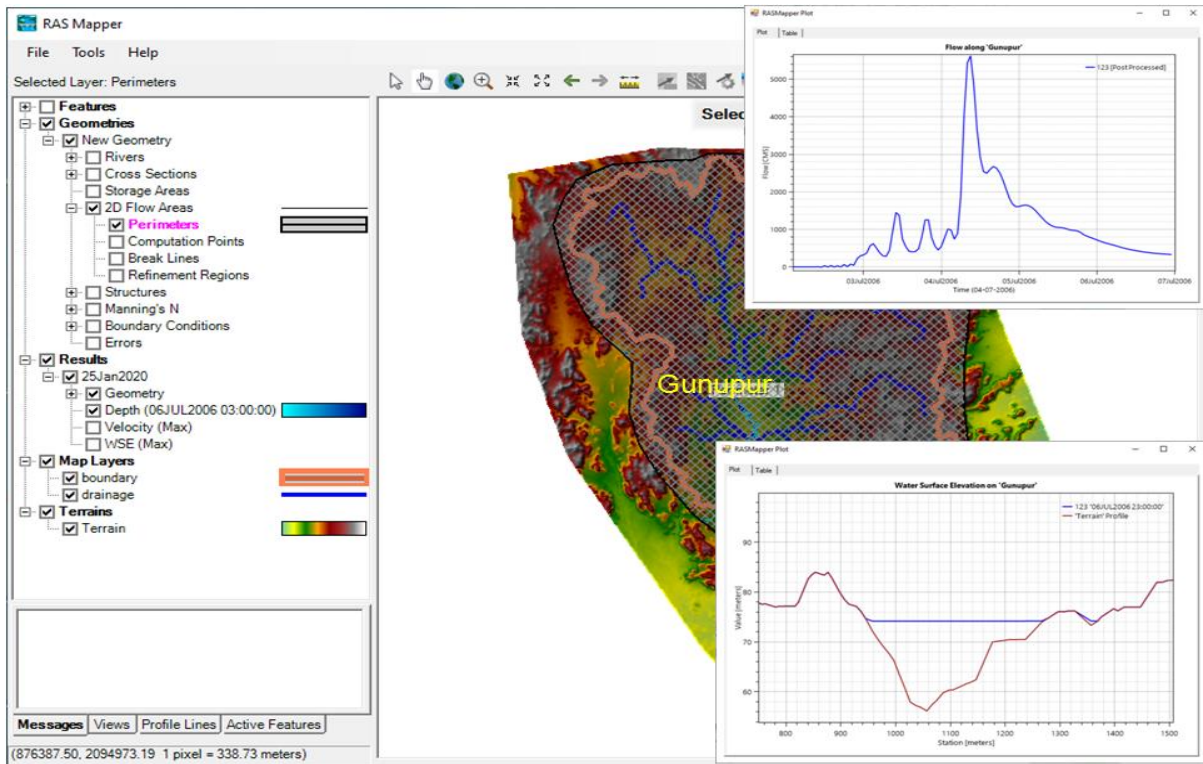 RAS Mapper
File Tools Help
Selected Layer: Perimeters
Features
Geometries
New Geometry
Rivers
Cross Sections
Storage Areas
2D Flow Areas
Perimeters
Computation Points
Break Lines
Refinement Regions
Structures
Manning's N
Boundary Conditions
Errors
Results
25Jan2020
Geometry
Depth (06JUL2006 03:00:00)
Velocity (Max)
WSE (Max)
Map Layers
boundary
drainage
Terrains
Terrain
Messages Views Profile Lines Active Features
(876387.50, 2094973.19 1 pixel = 338.73 meters)
Selec
Gunupur
RASMapper Plot
Plot Table
Flow along 'Gunupur'
123 (Post Processed)
Flow [CMS]
5000
4000
3000
2000
1000
0
03Jul2006 04Jul2006 05Jul2006 06Jul2006 07Jul2006
Time (04-07-2006)
RASMapper Plot
Plot Table
Water Surface Elevation on 'Gunupur'
123 '06JUL2006 23:00:00'
'Terrain' Profile
Value [meters]
90
80
70
60
800 900 1000 1100 1200 1300 1400 1500
Station [meters]